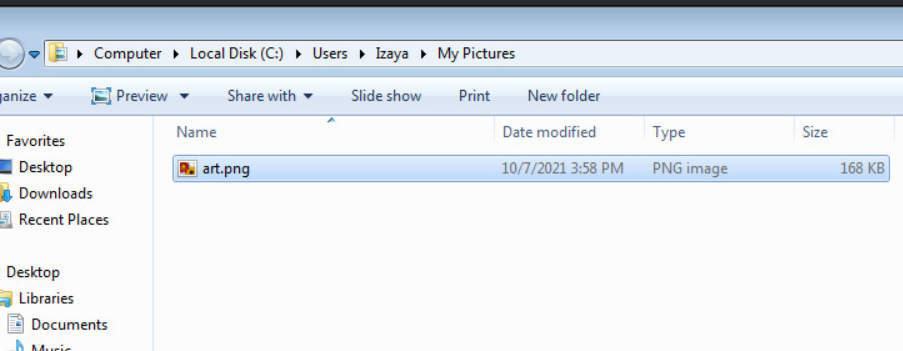 Computer Local Disk (C:) Users Izaya My Pictures
Preview Share with Slide show Print New folder
Name Date modified Type Size
Favorites
art.png 10/7/2021 3:58 PM PNG image 168 KB
Desktop
Downloads
Recent Places
Desktop
Libraries
Documents